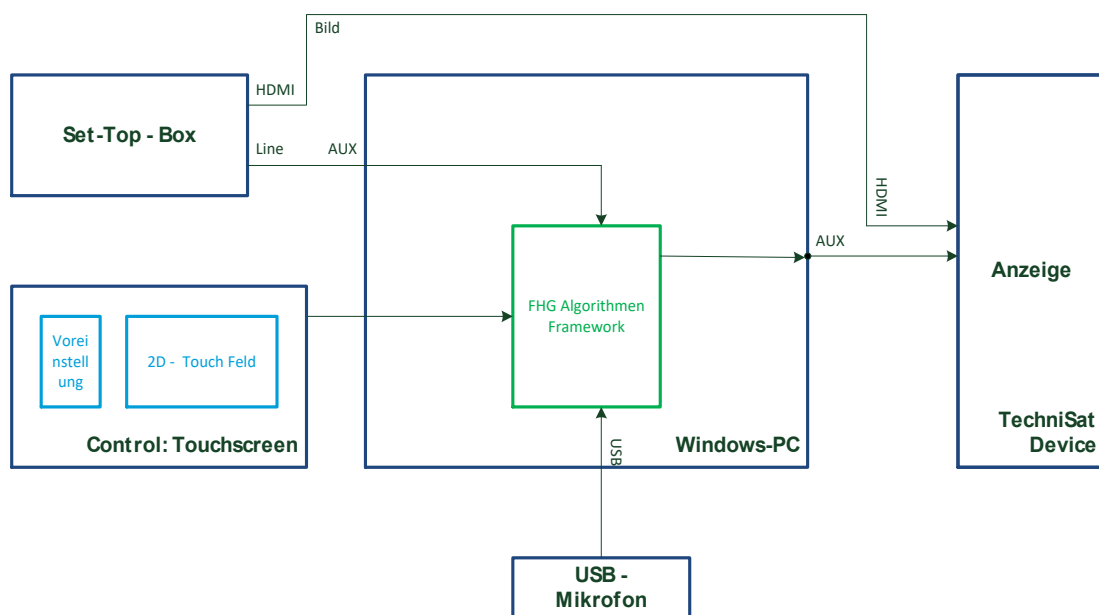 Bild
HDMI
Set-Top - Box
Line
AUX
HDMI
AUX
Anzeige
FHG Algorithmen
Framework
Vorei
nstell
ung
2D - Touch Feld
Control: Touchscreen
Windows-PC
TechniSat
Device
USB
USB -
Mikrofon